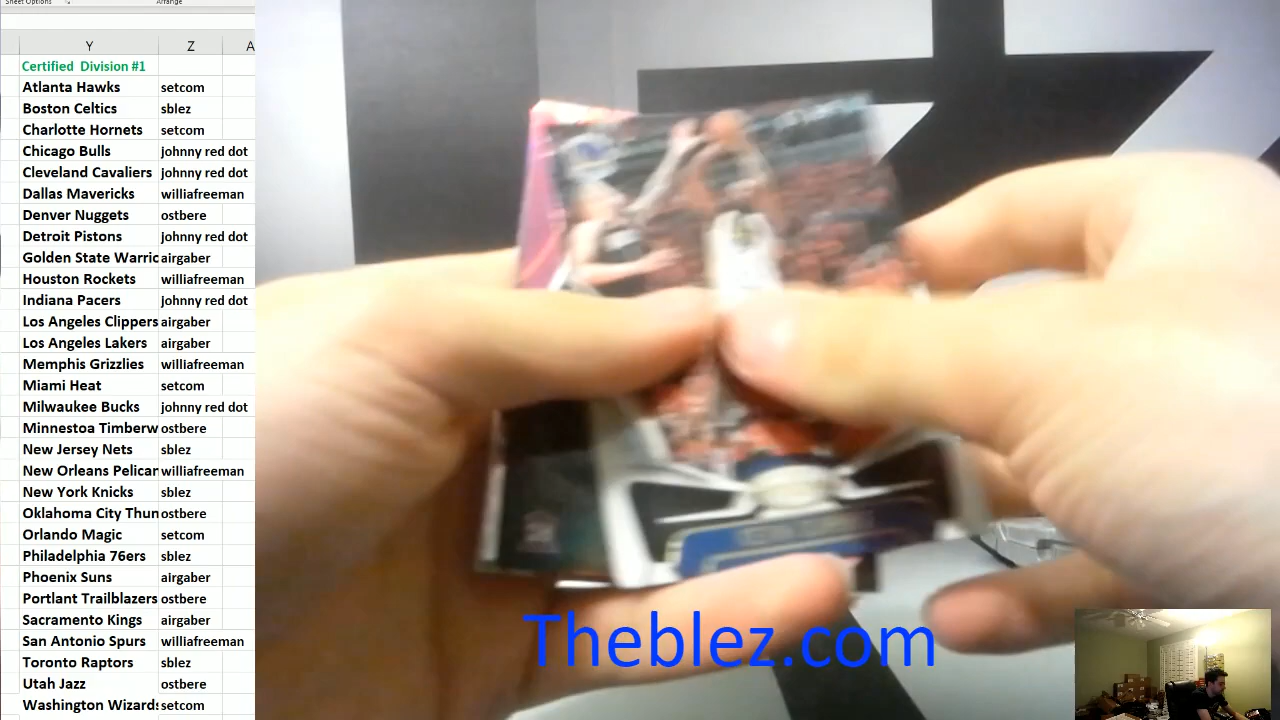 Sheet Options Arrange
Y Z A
Certified Division #1
Atlanta Hawks setcom
Boston Celtics sblez
Charlotte Hornets setcom
Chicago Bulls johnny red dot
Cleveland Cavaliers johnny red dot
Dallas Mavericks williafreeman
Denver Nuggets ostbere
Detroit Pistons johnny red dot
Golden State Warric airgaber
Houston Rockets williafreeman
Indiana Pacers johnny red dot
Los Angeles Clippers airgaber
Los Angeles Lakers airgaber
Memphis Grizzlies williafreeman
Miami Heat setcom
Milwaukee Bucks johnny red dot
Minnestoa Timberw ostbere
New Jersey Nets sblez
New Orleans Pelicar williafreeman
New York Knicks sblez
Oklahoma City Thun ostbere
Orlando Magic setcom
Philadelphia 76ers sblez
Phoenix Suns airgaber
Portlant Trailblazers ostbere
Sacramento Kings airgaber
San Antonio Spurs williafreeman
Toronto Raptors sblez
Utah Jazz ostbere
Washington Wizards setcom
Theblez.com